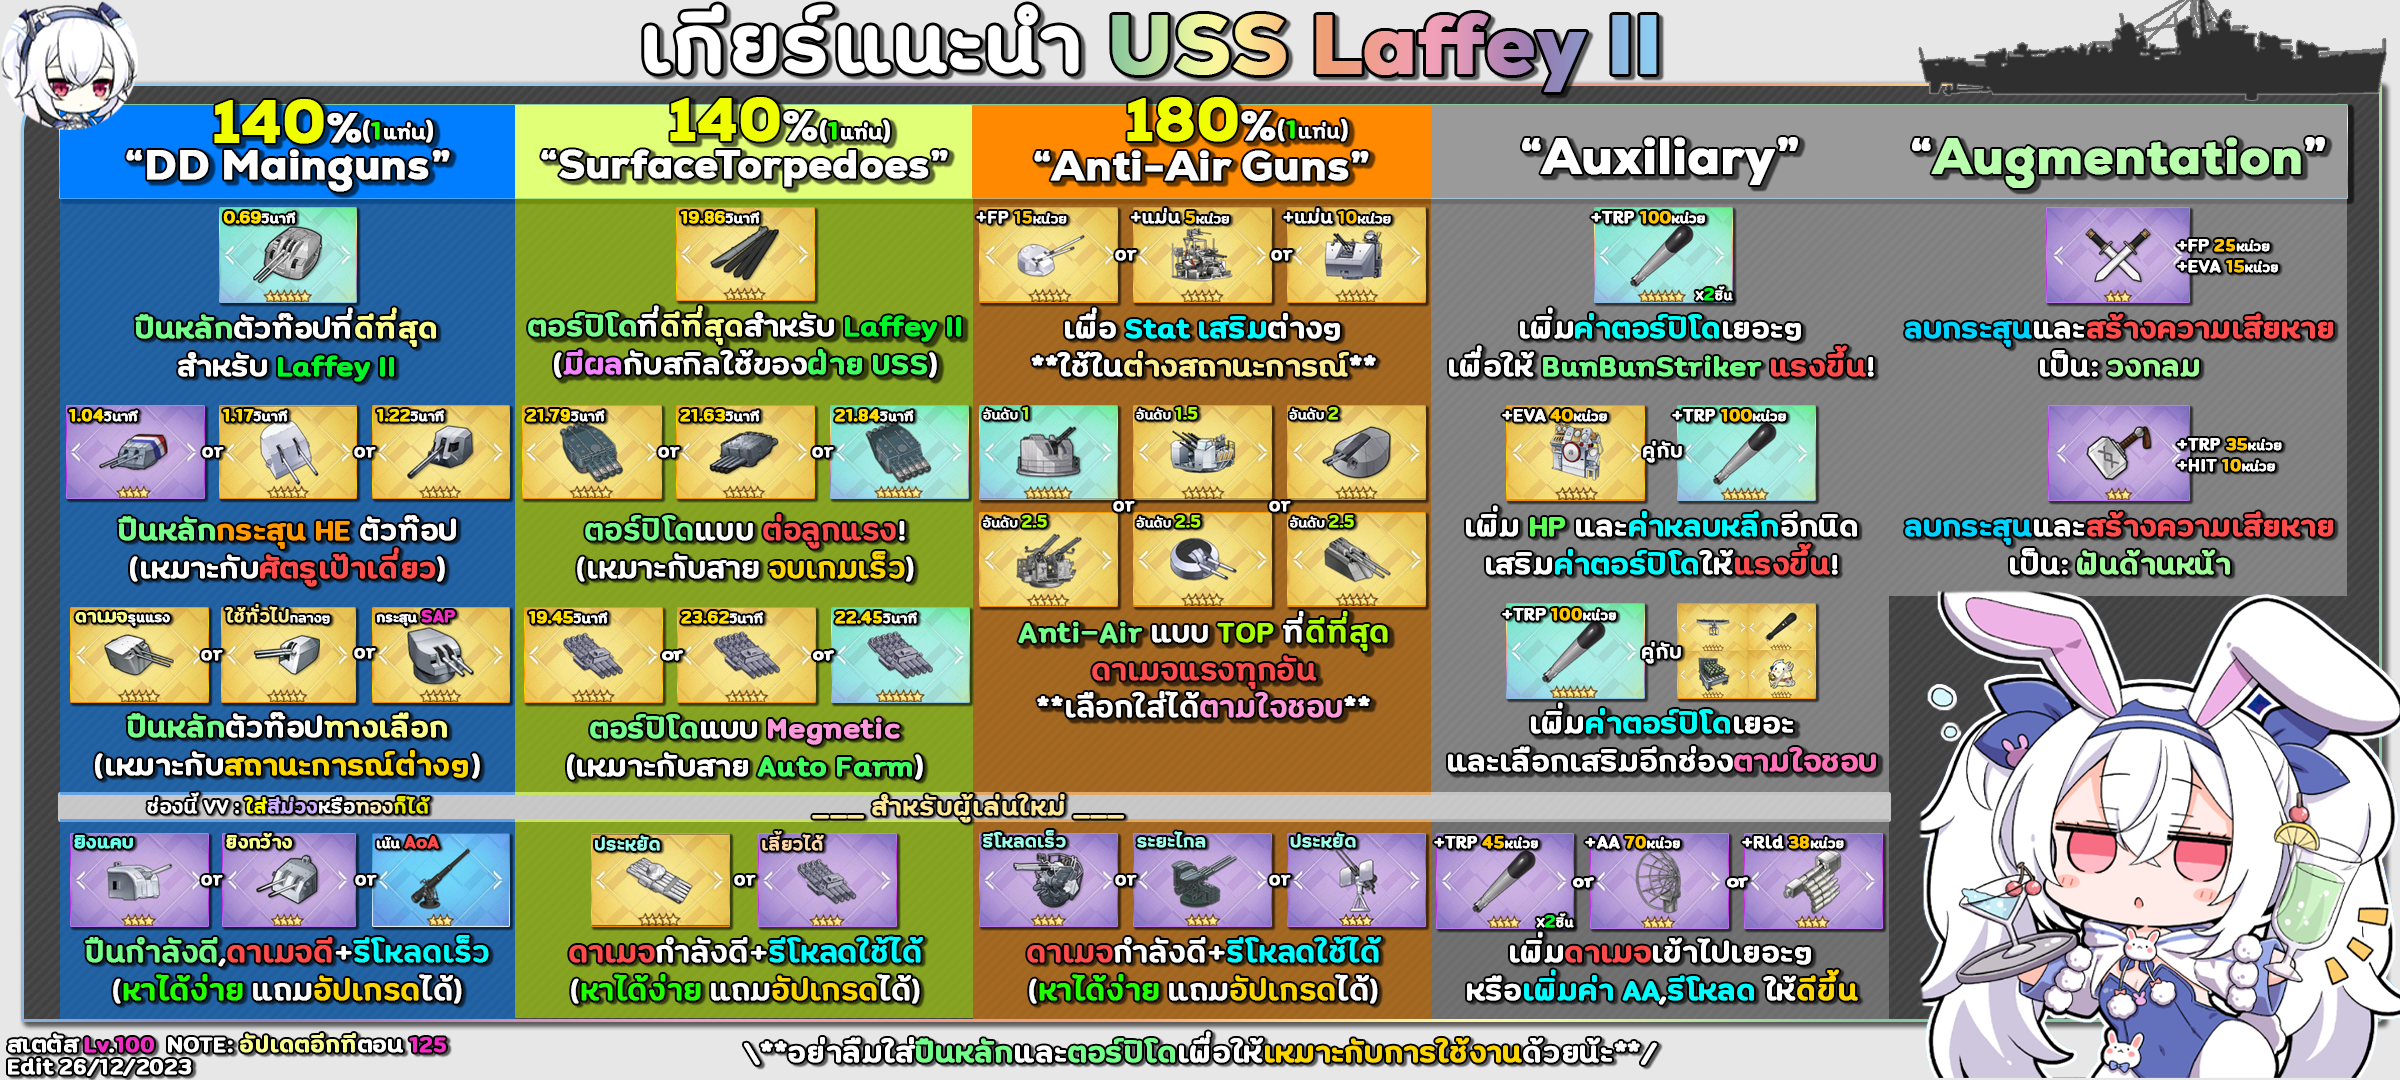 เกียร์แนะนำ USS Laffey II
140%(1แท่น)
“DD Mainguns”
0.69วินาที
ปืนหลักตัวท๊อปที่ดีที่สุด
สำหรับ Laffey II
1.04วินาที
or
1.17วินาที
or
1.22วินาที
ปืนหลักกระสุน HE ตัวท๊อป
(เหมาะกับศัตรูเป้าเดี่ยว)
ดาเมจรุนแรง
or
ใช้ทั่วไปกลางๆ
or
กระสุน SAP
ปืนหลักตัวท๊อปทางเลือก
(เหมาะกับสถานะการณ์ต่างๆ)
140%(1แท่น)
“SurfaceTorpedoes”
19.86วินาที
ตอร์ปิโดที่ดีที่สุดสำหรับ Laffey II
(มีผลกับสกิลใช้ของฝ่าย USS)
21.79วินาที
or
21.63วินาที
or
21.84วินาที
ตอร์ปิโดแบบ ต่อลูกแรง!
(เหมาะกับสาย จบเกมเร็ว)
19.45วินาที
or
23.62วินาที
or
22.45วินาที
ตอร์ปิโดแบบ Megnetic
(เหมาะกับสาย Auto Farm)
180%(1แท่น)
“Anti-Air Guns”
+FP 15หน่วย
or
+แม่น 5หน่วย
or
+แม่น 10หน่วย
เพื่อ Stat เสริมต่างๆ
**ใช้ในต่างสถานะการณ์**
อันดับ 1
อันดับ 1.5
อันดับ 2
or
or
อันดับ 2.5
อันดับ 2.5
อันดับ 2.5
Anti-Air แบบ TOP ที่ดีที่สุด
ดาเมจแรงทุกอัน
**เลือกใส่ได้ตามใจชอบ**
“Auxiliary”
+TRP 100หน่วย
X2ชิ้น
เพิ่มค่าตอร์ปิโดเยอะๆ
เพื่อให้ BunBunStriker แรงขึ้น!
+EVA 40หน่วย
คู่กับ
+TRP 100หน่วย
เพิ่ม HP และค่าหลบหลีกอีกนิด
เสริมค่าตอร์ปิโดให้แรงขึ้น!
+TRP 100หน่วย
คู่กับ
เพิ่มค่าตอร์ปิโดเยอะ
และเลือกเสริมอีกช่องตามใจชอบ
“Augmentation”
+FP 25หน่วย
+EVA 15หน่วย
ลบกระสุนและสร้างความเสียหาย
เป็น: วงกลม
+TRP 35หน่วย
+HIT 10หน่วย
ลบกระสุนและสร้างความเสียหาย
เป็น: ฝันด้านหน้า
ช่องนี้ VV : ใส่สีม่วงหรือทองก็ได้
___ สำหรับผู้เล่นใหม่ ___
ยิงแคบ
or
ยิงกว้าง
or
เน้น AoA
ปืนกำลังดี,ดาเมจดี+รีโหลดเร็ว
(หาได้ง่าย แถมอัปเกรดได้)
ประหยัด
or
เลี้ยวได้
ดาเมจกำลังดี+รีโหลดใช้ได้
(หาได้ง่าย แถมอัปเกรดได้)
รีโหลดเร็ว
or
ระยะไกล
or
ประหยัด
ดาเมจกำลังดี+รีโหลดใช้ได้
(หาได้ง่าย แถมอัปเกรดได้)
+TRP 45หน่วย
X2ชิ้น
or
+AA 70หน่วย
or
+Rld 38หน่วย
เพิ่มดาเมจเข้าไปเยอะๆ
หรือเพิ่มค่า AA,รีโหลด ให้ดีขึ้น
สเตตัส Lv.100 NOTE: อัปเดตอีกทีตอน 125
Edit 26/12/2023
\**อย่าลืมใส่ปืนหลักและตอร์ปิโดเพื่อให้เหมาะกับการใช้งานด้วยน้ะ**/